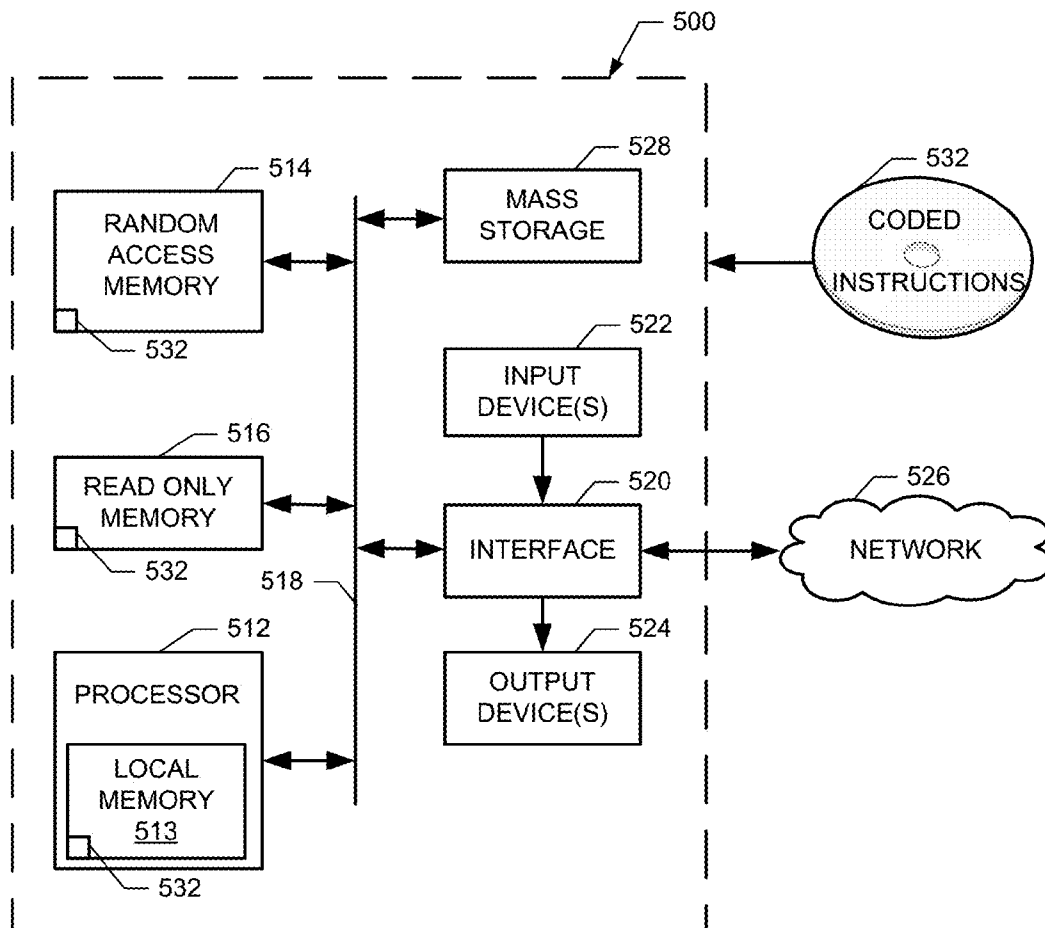 500
514
RANDOM
ACCESS
MEMORY
532
528
MASS
STORAGE
532
CODED
INSTRUCTIONS
522
INPUT
DEVICE(S)
516
READ ONLY
MEMORY
532
518
520
INTERFACE
526
NETWORK
512
PROCESSOR
LOCAL
MEMORY
513
532
524
OUTPUT
DEVICE(S)